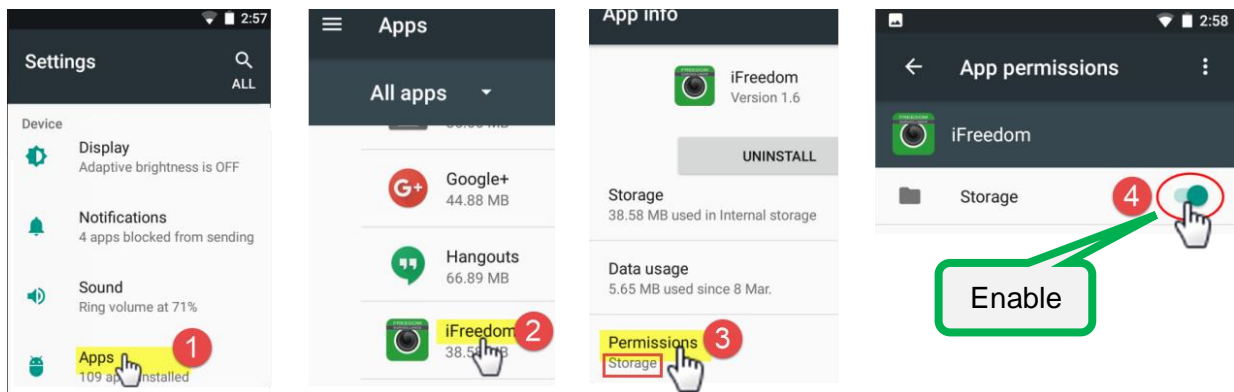 2:57
Settings
ALL
Device
Display
Adaptive brightness is OFF
Notifications
4 apps blocked from sending
Sound
Ring volume at 71%
Apps
1
109 installed
Apps
All apps
Google+
44.88 MB
Hangouts
66.89 MB
iFreedom
2
App info
iFreedom
Version 1.6
UNINSTALL
Storage
38.58 MB used in Internal storage
Data usage
5.65 MB used since 8 Mar.
Permissions
3
Storage
2:58
App permissions
iFreedom
Storage
4
Enable